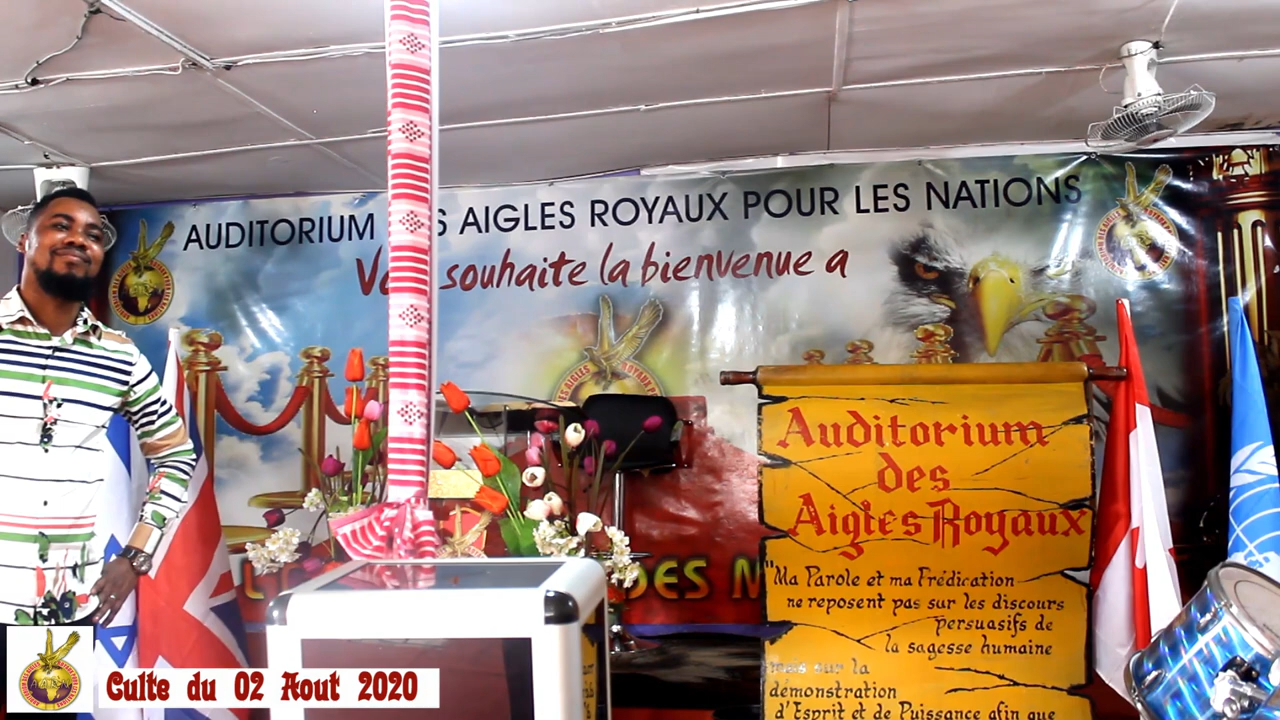 AUDITORIUM AIGLES ROYAUX POUR LES NATIONS
souhaite la bienvenue a
Auditorium
des
Aigles Royaux
"Ma Parole et ma Prédication
ne reposent pas sur les discours
persuasifs de
la sagesse humaine
mais sur la
démonstration
d'Esprit et de Puissance afin que
DES
Culte du 02 Aout 2020